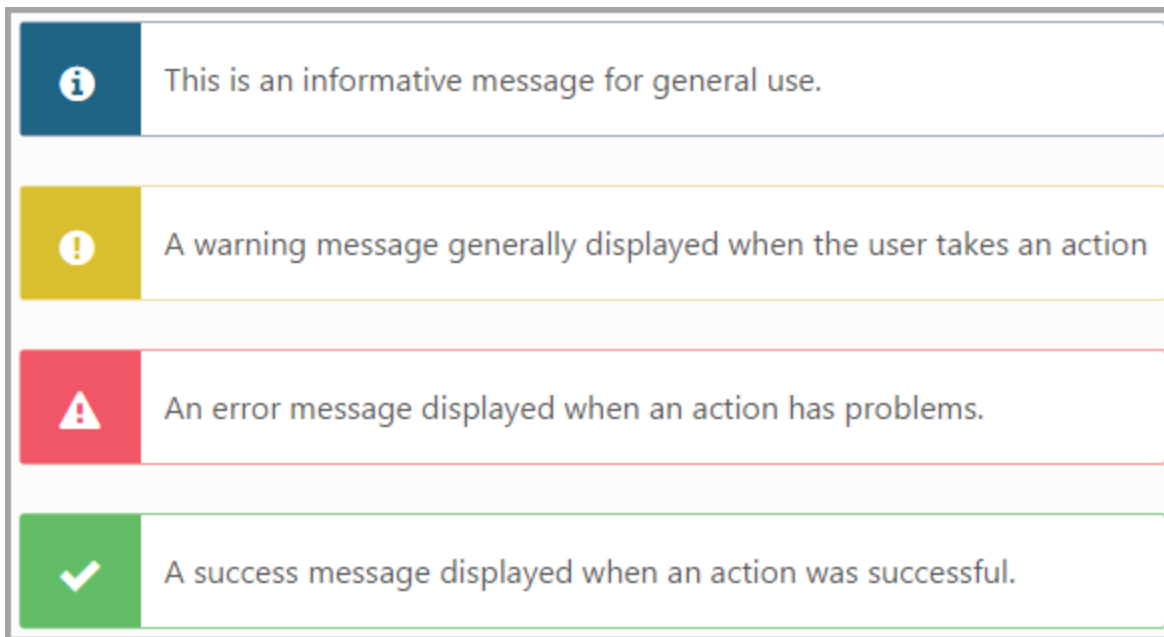 This is an informative message for general use.
A warning message generally displayed when the user takes an action
An error message displayed when an action has problems.
A success message displayed when an action was successful.